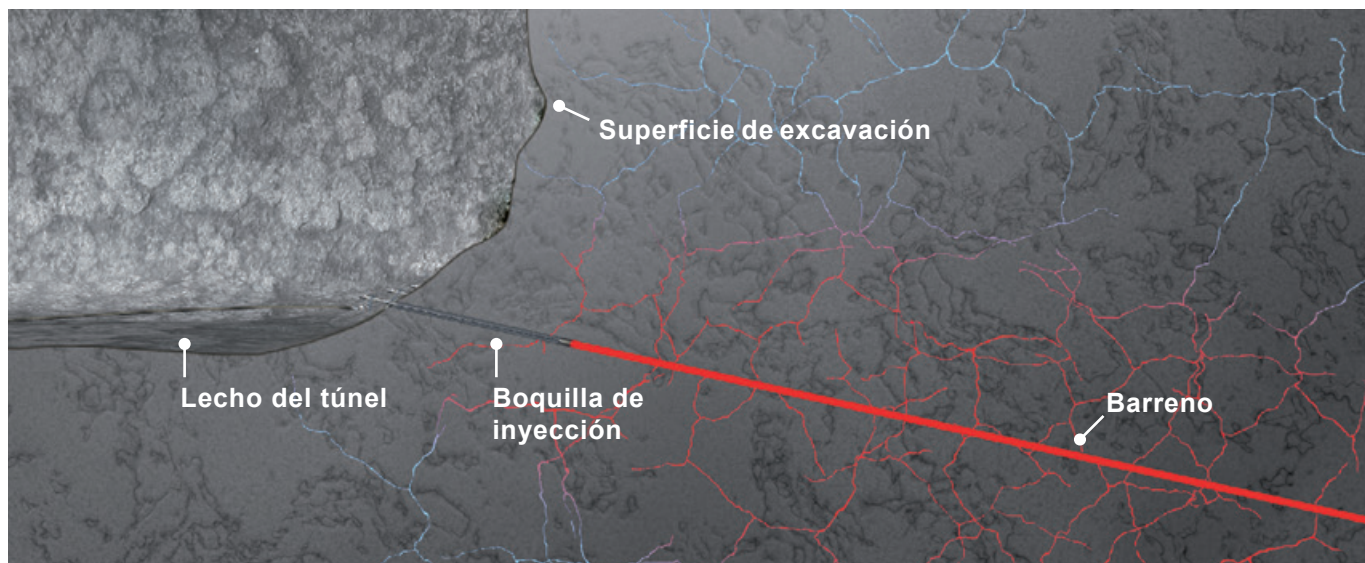 Superficie de excavación
Lecho del túnel
Boquilla de
inyección
Barreno